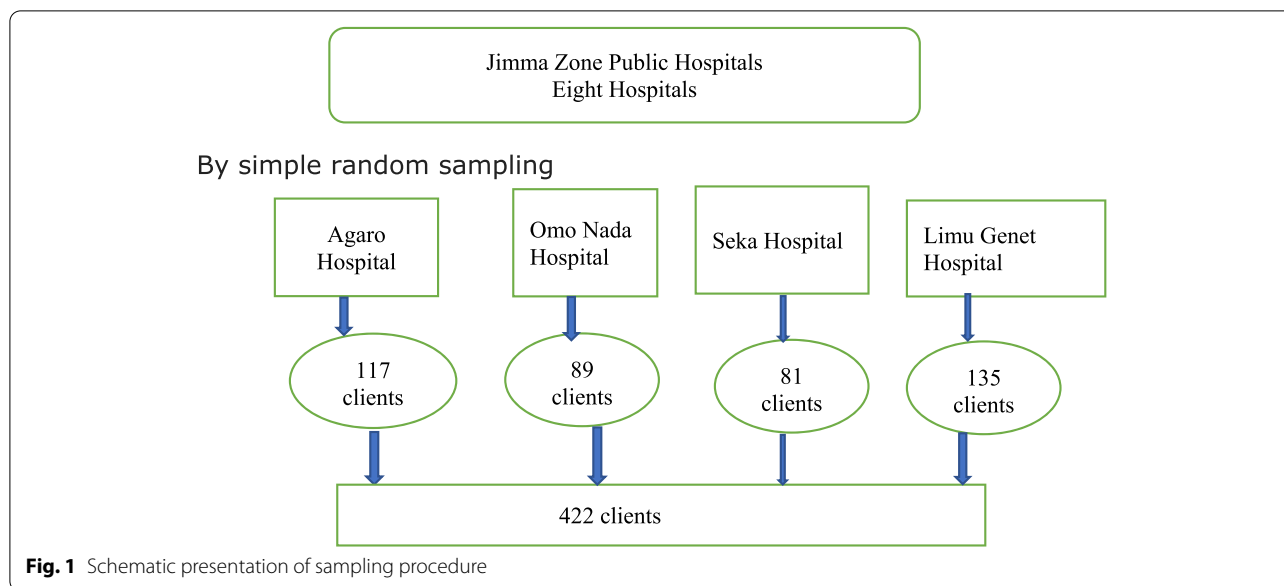 Jimma Zone Public Hospitals
Eight Hospitals
By simple random sampling
Agaro
Hospital
Omo Nada
Hospital
Seka Hospital
Limu Genet
Hospital
117
clients
89
clients
81
clients
135
clients
422 clients
Fig. 1 Schematic presentation of sampling procedure